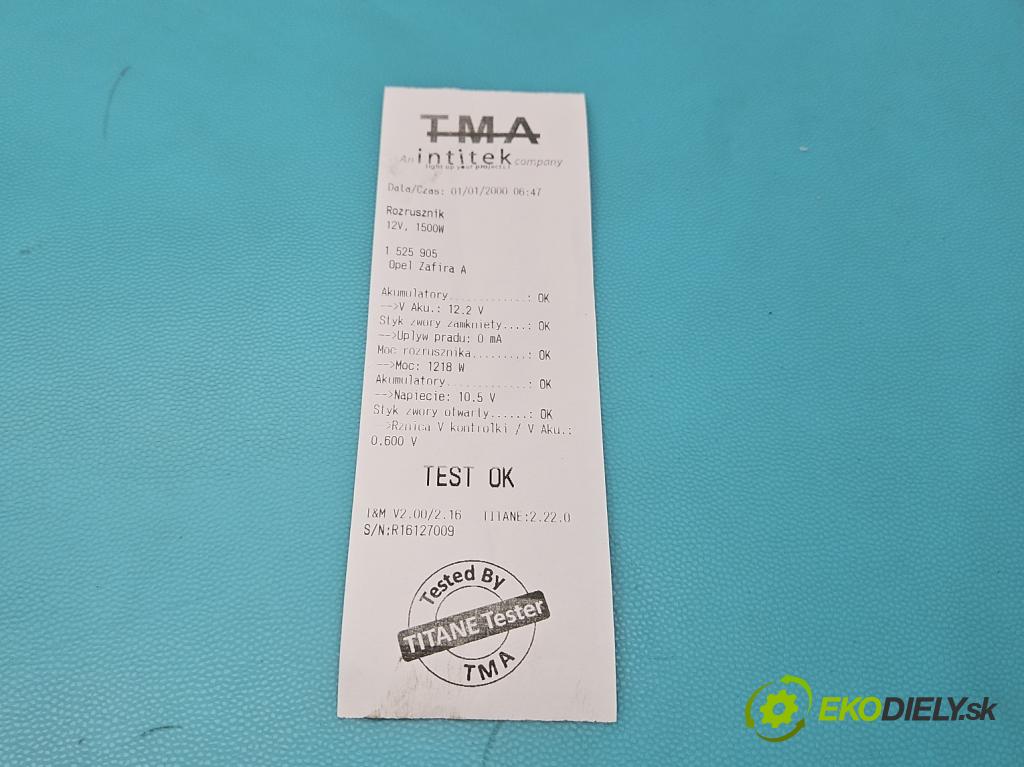 TMA
An intitek company
light up your projects!
Data/Czas: 01/01/2000 06:47
Rozrusznik
12V, 1500W
1 525 905
Opel Zafira A
Akumulatory............: OK
-->V Aku.: 12.2 V
Styk zwory zamkniety....: OK
-->Uplyw pradu: 0 mA
Moc rozrusznika.........: OK
-->Moc: 1218 W
Akumulatory............: OK
-->Napiecie: 10.5 V
Styk zwory otwarty......: OK
-->Rznica V kontrolki / V Aku.:
0.600 V
TEST OK
I&M V2.00/2.16 TITANE:2.22.0
S/N:R16127009
Tested By
TITANE Tester
TMA
EKODIELY.sk